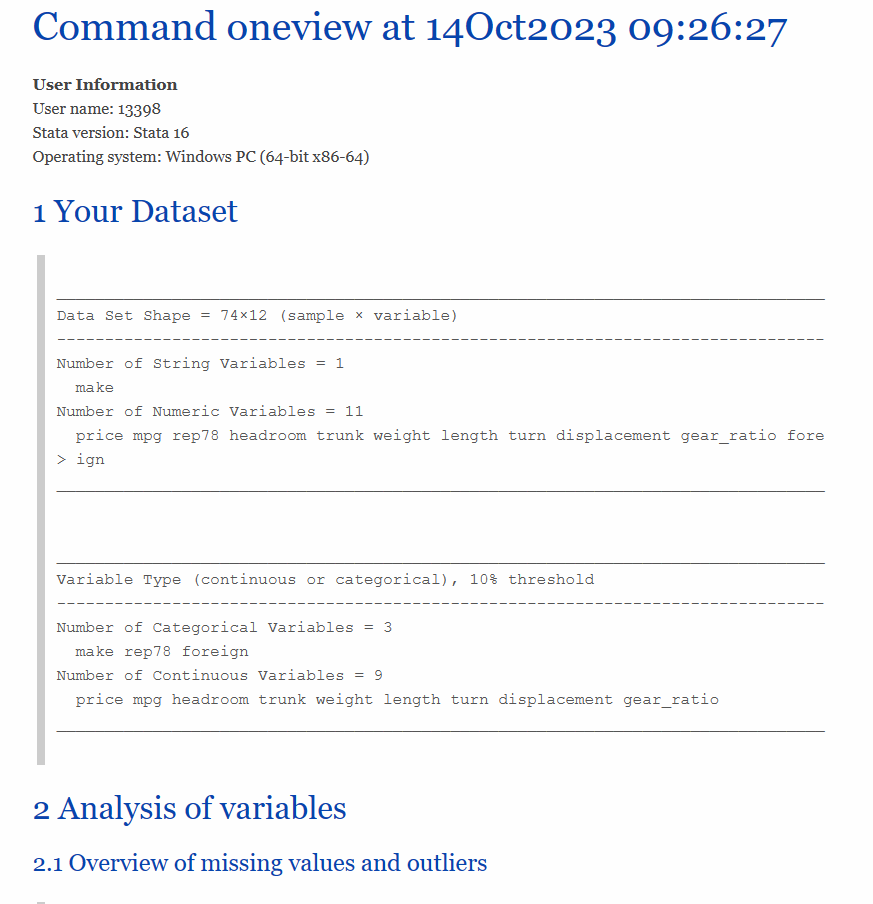 Command oneview at 14Oct2023 09:26:27
User Information
User name: 13398
Stata version: Stata 16
Operating system: Windows PC (64-bit x86-64)
1 Your Dataset
Data Set Shape = 74×12 (sample × variable)
--------------------------------------------------------------------------------
Number of String Variables = 1
  make
Number of Numeric Variables = 11
  price mpg rep78 headroom trunk weight length turn displacement gear_ratio fore
> ign
Variable Type (continuous or categorical), 10% threshold
--------------------------------------------------------------------------------
Number of Categorical Variables = 3
  make rep78 foreign
Number of Continuous Variables = 9
  price mpg headroom trunk weight length turn displacement gear_ratio
2 Analysis of variables
2.1 Overview of missing values and outliers